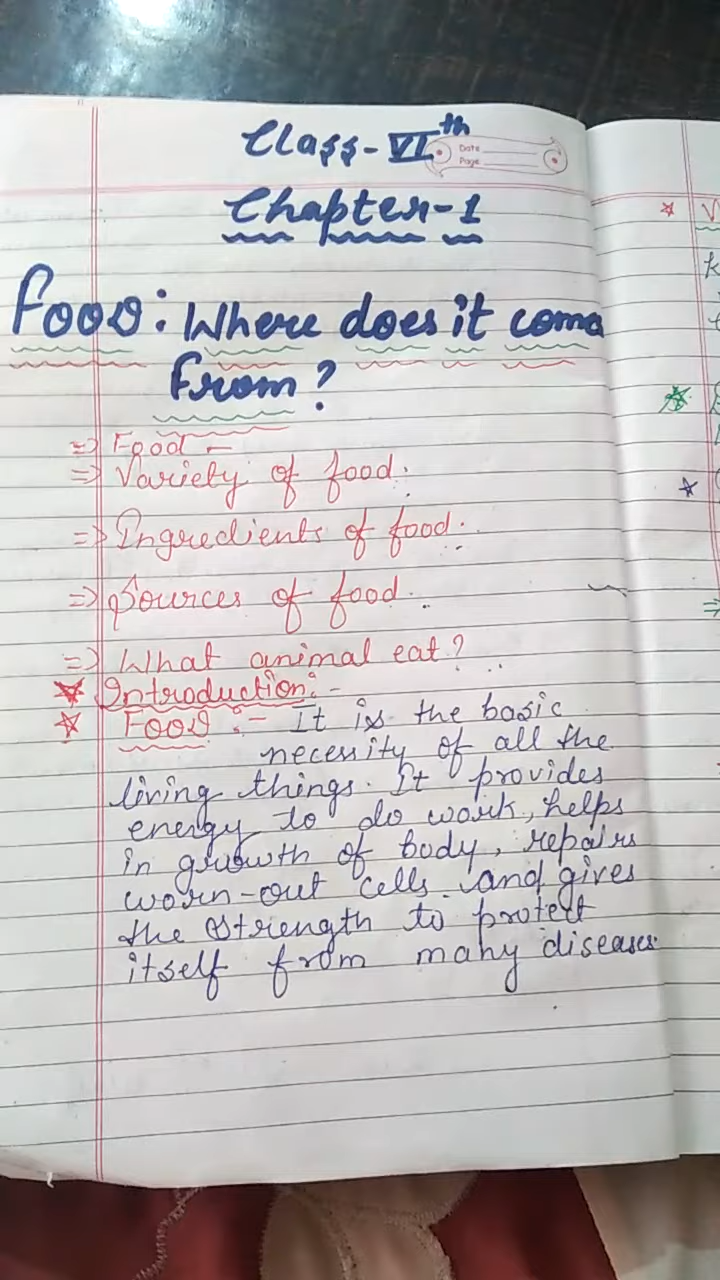 Class-VIth
Date
Page
Chapter-1
Food: Where does it come
From?
=> Food -
=> Variety of food.
=> Ingredients of food.
=> Sources of food.
=> What animal eat?
Introduction:-
Food :- It is the basic
necessity of all the
living things. It provides
energy to do work, helps
in growth of body, repairs
worn-out cells and gives
the strength to protect
itself from many diseases.